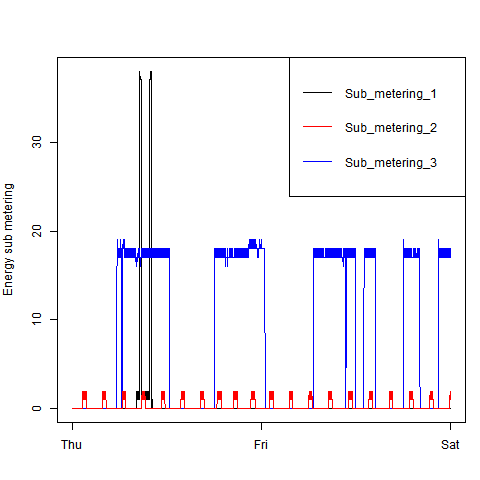 Sub_metering_1
Sub_metering_2
Sub_metering_3
Energy sub metering
30
20
10
0
Thu
Fri
Sat